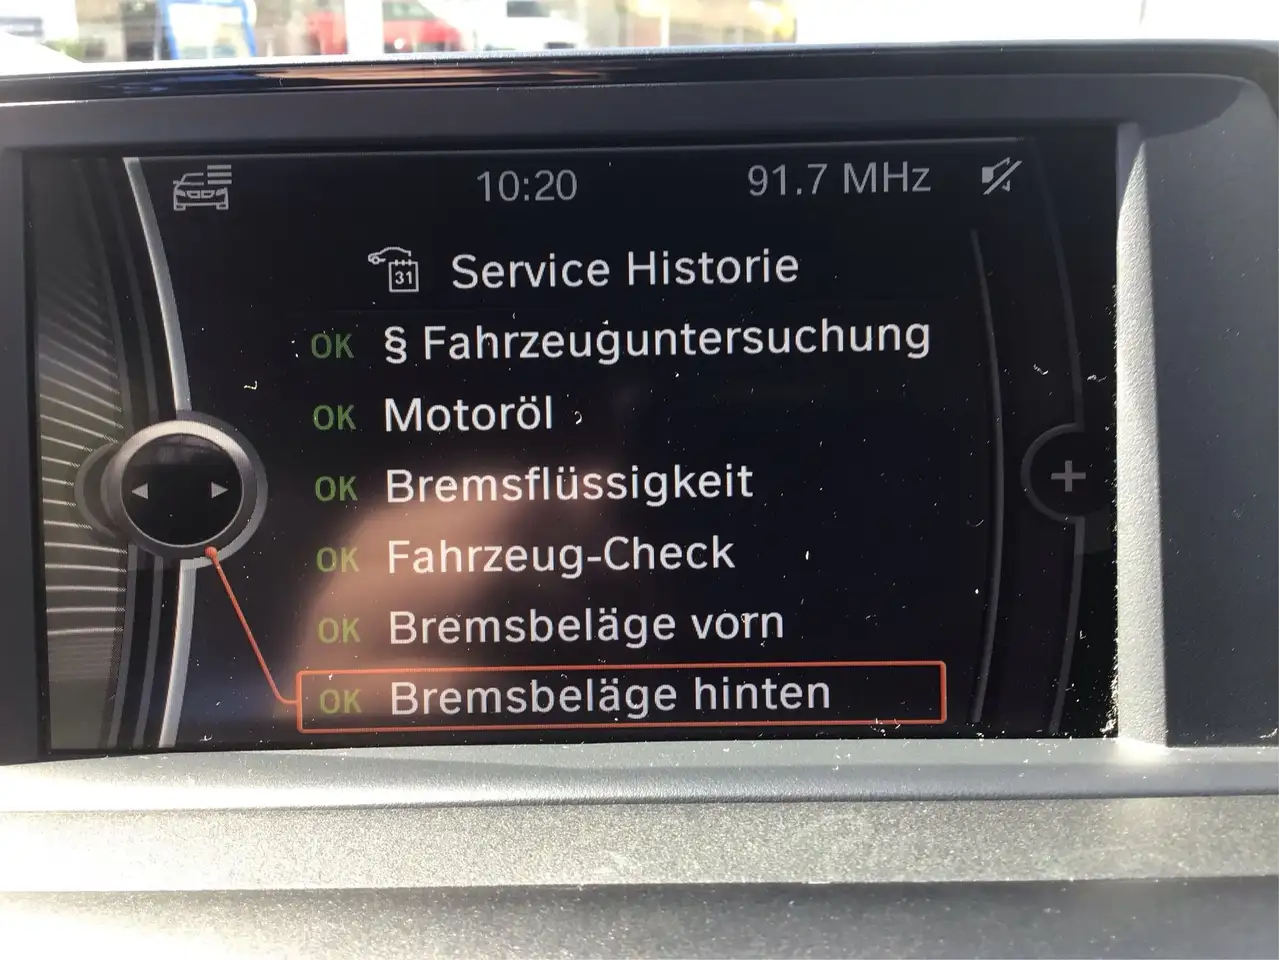 10:20 91.7 MHz
31 Service Historie
OK § Fahrzeuguntersuchung
OK Motoröl
OK Bremsflüssigkeit
OK Fahrzeug-Check
OK Bremsbeläge vorn
OK Bremsbeläge hinten